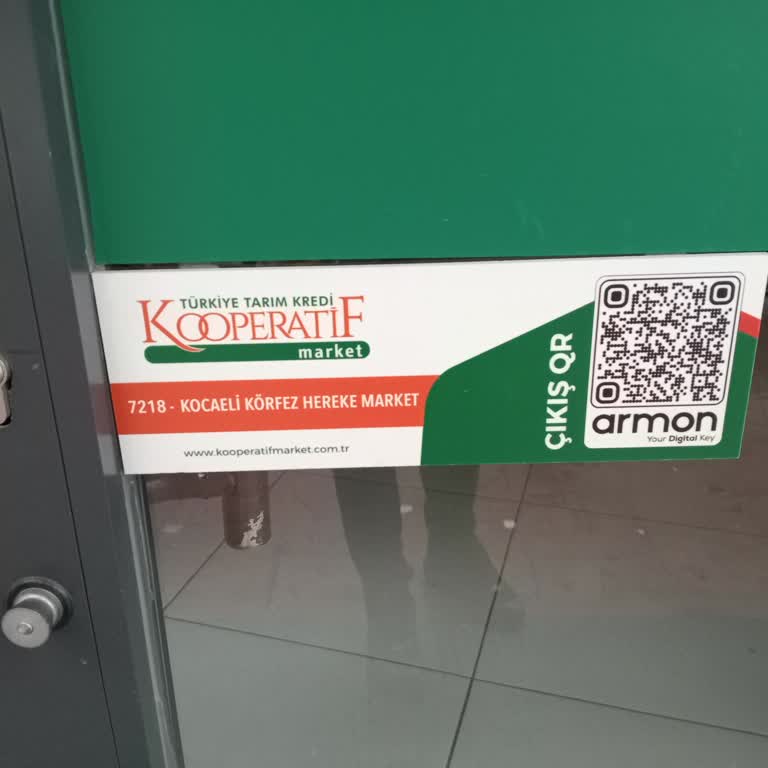 TÜRKİYE TARIM KREDİ
KOOPERATİF
market
7218 - KOCAELİ KÖRFEZ HEREKE MARKET
www.kooperatifmarket.com.tr
ÇIKIŞ QR
armon
Your Digital Key